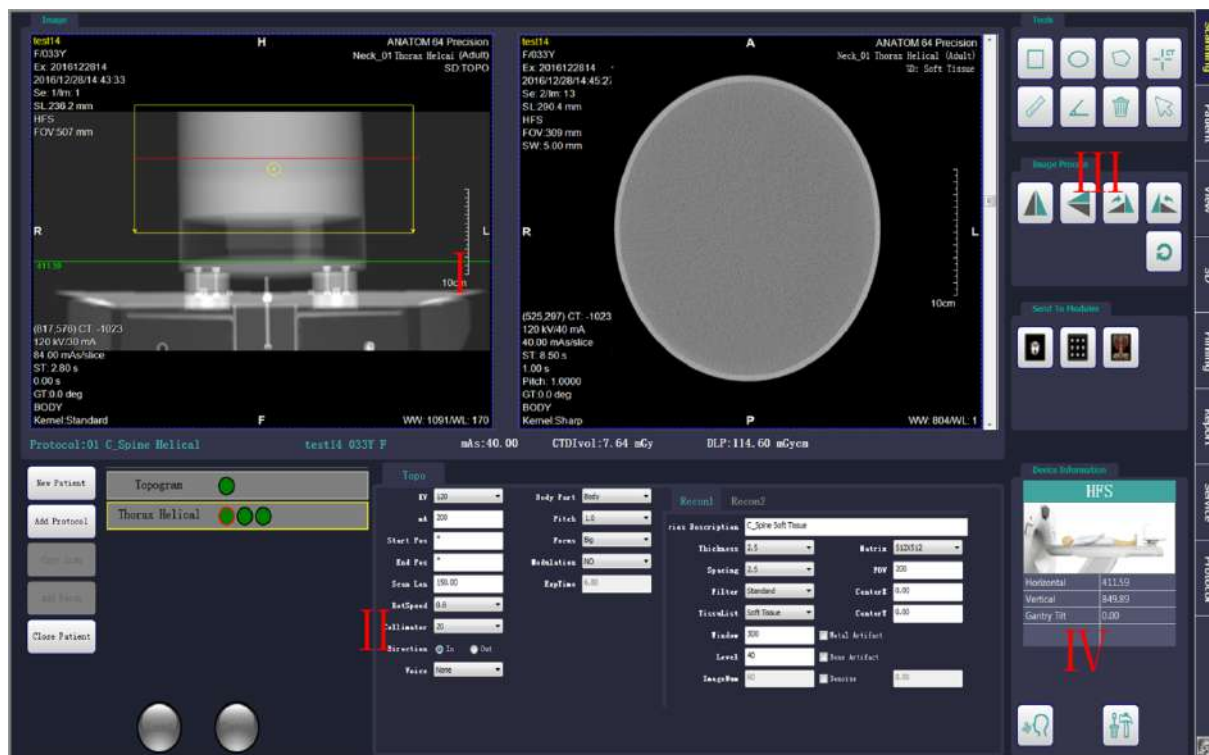 Image
test14
F/033Y
Ex: 2016122814
2016/12/28/14:43:33
Se: 1/Im: 1
SL:236.2 mm
HFS
FOV:507 mm
H
ANATOM 64 Precision
Neck_01 Thorax Helical (Adult)
SD:TOPO
R
L
411.59
10cm
(817,576) CT: -1023
120 kV/30 mA
84.00 mAs/slice
ST: 2.80 s
0.00 s
GT:0.0 deg
BODY
Kernel:Standard
F
WW: 1091/WL: 170
I
test14
F/033Y
Ex: 2016122814
2016/12/28/14:45:27
Se: 2/Im: 13
SL:290.4 mm
HFS
FOV:309 mm
SW: 5.00 mm
A
ANATOM 64 Precision
Neck_01 Thorax Helical (Adult)
SD: Soft Tissue
R
L
10cm
(525,297) CT: -1023
120 kV/40 mA
40.00 mAs/slice
ST: 8.50 s
1.00 s
Pitch: 1.0000
GT:0.0 deg
BODY
Kernel:Sharp
P
WW: 804/WL: 1
Protocol:01 C_Spine Helical test14 033Y F mAs:40.00 CTDIvol:7.64 mGy DLP:114.60 mGycm
New Patient
Add Protocol
Close Patient
Topogram
Thorax Helical
Topo
KV 120
mA 200
Start Pos *
End Pos *
Scan Len 150.00
RotSpeed 0.8
Collimator 20
Direction In Out
Voice None
Body Part Body
Pitch 1.0
Focus Big
Modulation NO
ExpTime 6.00
II
Recon1 Recon2
ries Description C_Spine Soft Tissue
Thickness 2.5
Spacing 2.5
Filter Standard
TissuList Soft Tissue
Window 300
Level 40
ImageNum 60
Matrix 512X512
FOV 200
CenterX 0.00
CenterY 0.00
Metal Artifact
Bone Artifact
Denoise 0.00
Tools
Image Process
III
Send To Modules
Device Information
HFS
Horizontal 411.59
Vertical 849.89
Gantry Tilt 0.00
IV
Scanning
Patient
View
3D
Filming
Report
Service
Protocol